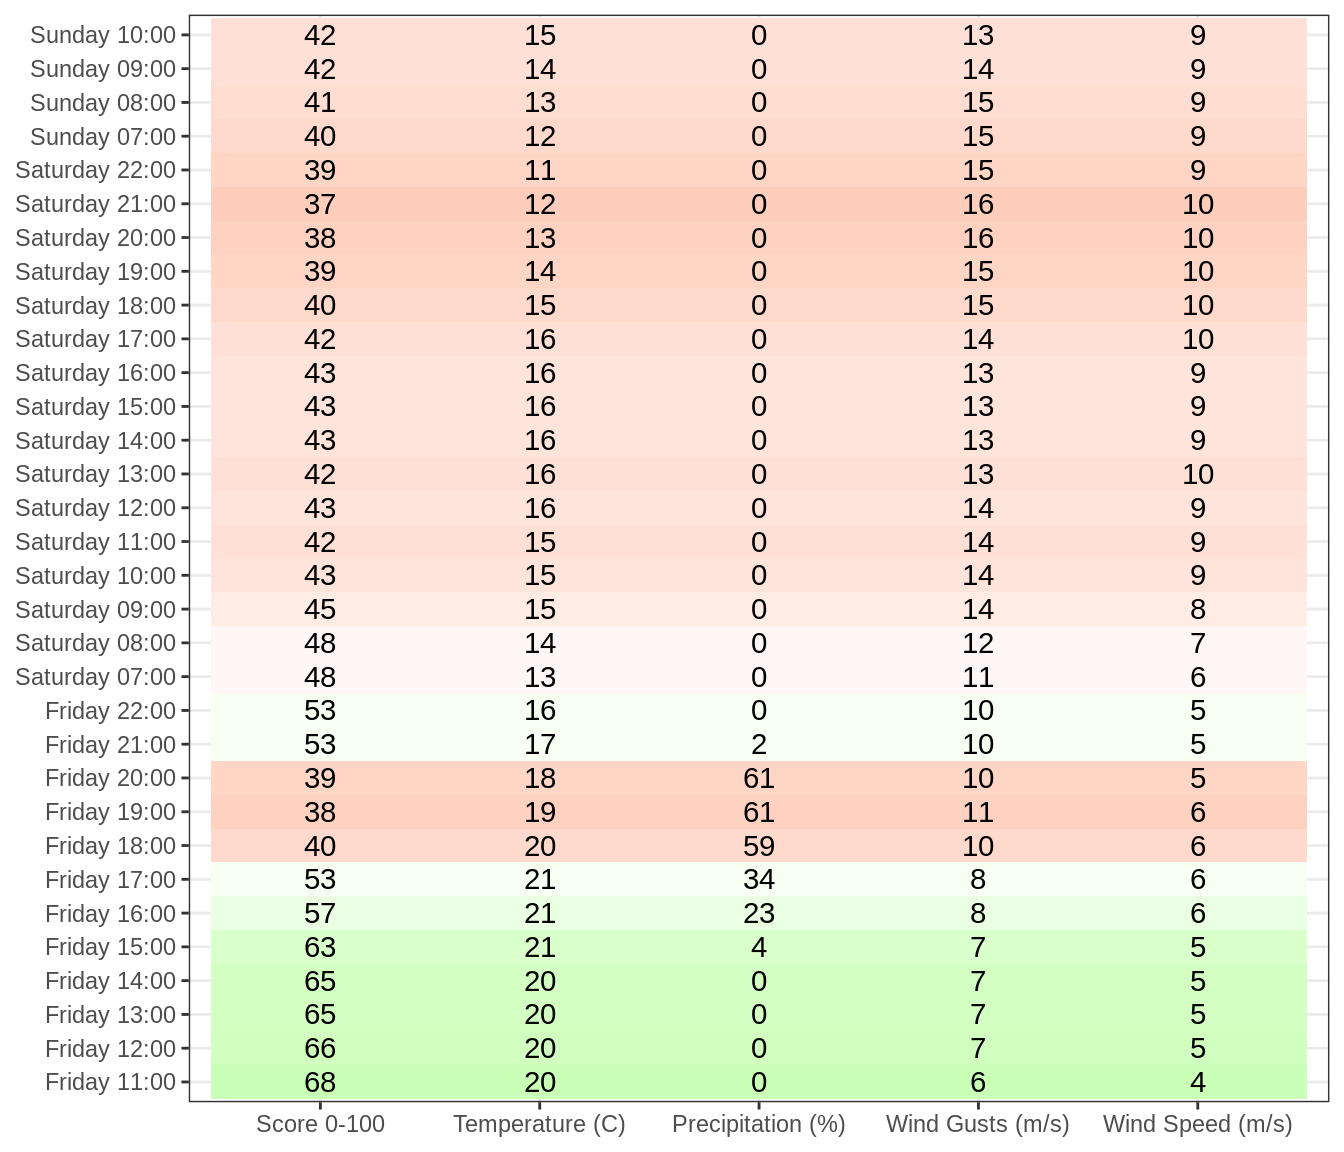 Sunday 10:00 42 15 0 13 9
Sunday 09:00 42 14 0 14 9
Sunday 08:00 41 13 0 15 9
Sunday 07:00 40 12 0 15 9
Saturday 22:00 39 11 0 15 9
Saturday 21:00 37 12 0 16 10
Saturday 20:00 38 13 0 16 10
Saturday 19:00 39 14 0 15 10
Saturday 18:00 40 15 0 15 10
Saturday 17:00 42 16 0 14 10
Saturday 16:00 43 16 0 13 9
Saturday 15:00 43 16 0 13 9
Saturday 14:00 43 16 0 13 9
Saturday 13:00 42 16 0 13 10
Saturday 12:00 43 16 0 14 9
Saturday 11:00 42 15 0 14 9
Saturday 10:00 43 15 0 14 9
Saturday 09:00 45 15 0 14 8
Saturday 08:00 48 14 0 12 7
Saturday 07:00 48 13 0 11 6
Friday 22:00 53 16 0 10 5
Friday 21:00 53 17 2 10 5
Friday 20:00 39 18 61 10 5
Friday 19:00 38 19 61 11 6
Friday 18:00 40 20 59 10 6
Friday 17:00 53 21 34 8 6
Friday 16:00 57 21 23 8 6
Friday 15:00 63 21 4 7 5
Friday 14:00 65 20 0 7 5
Friday 13:00 65 20 0 7 5
Friday 12:00 66 20 0 7 5
Friday 11:00 68 20 0 6 4
Score 0-100 Temperature (C) Precipitation (%) Wind Gusts (m/s) Wind Speed (m/s)